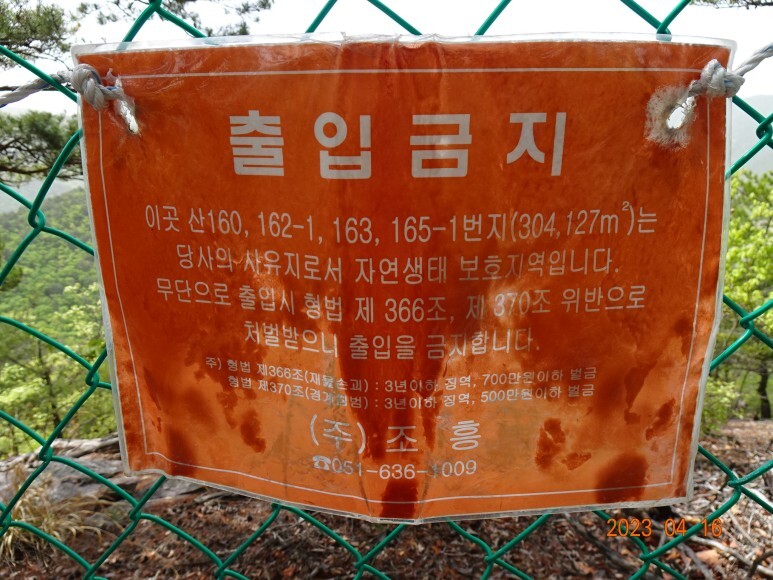 출입금지
이곳 산160, 162-1, 163, 165-1번지(304,127m²)는
당사의 사유지로서 자연생태 보호지역입니다.
무단으로 출입시 형법 제 366조, 제 370조 위반으로
처벌받으니 출입을 금지합니다.
주) 형법 제366조(재물손괴) : 3년이하 징역, 700만원이하 벌금
형법 제370조(경계침범) : 3년이하 징역, 500만원이하 벌금
(주) 조 흥
☎051-636-1009
2023 04 16